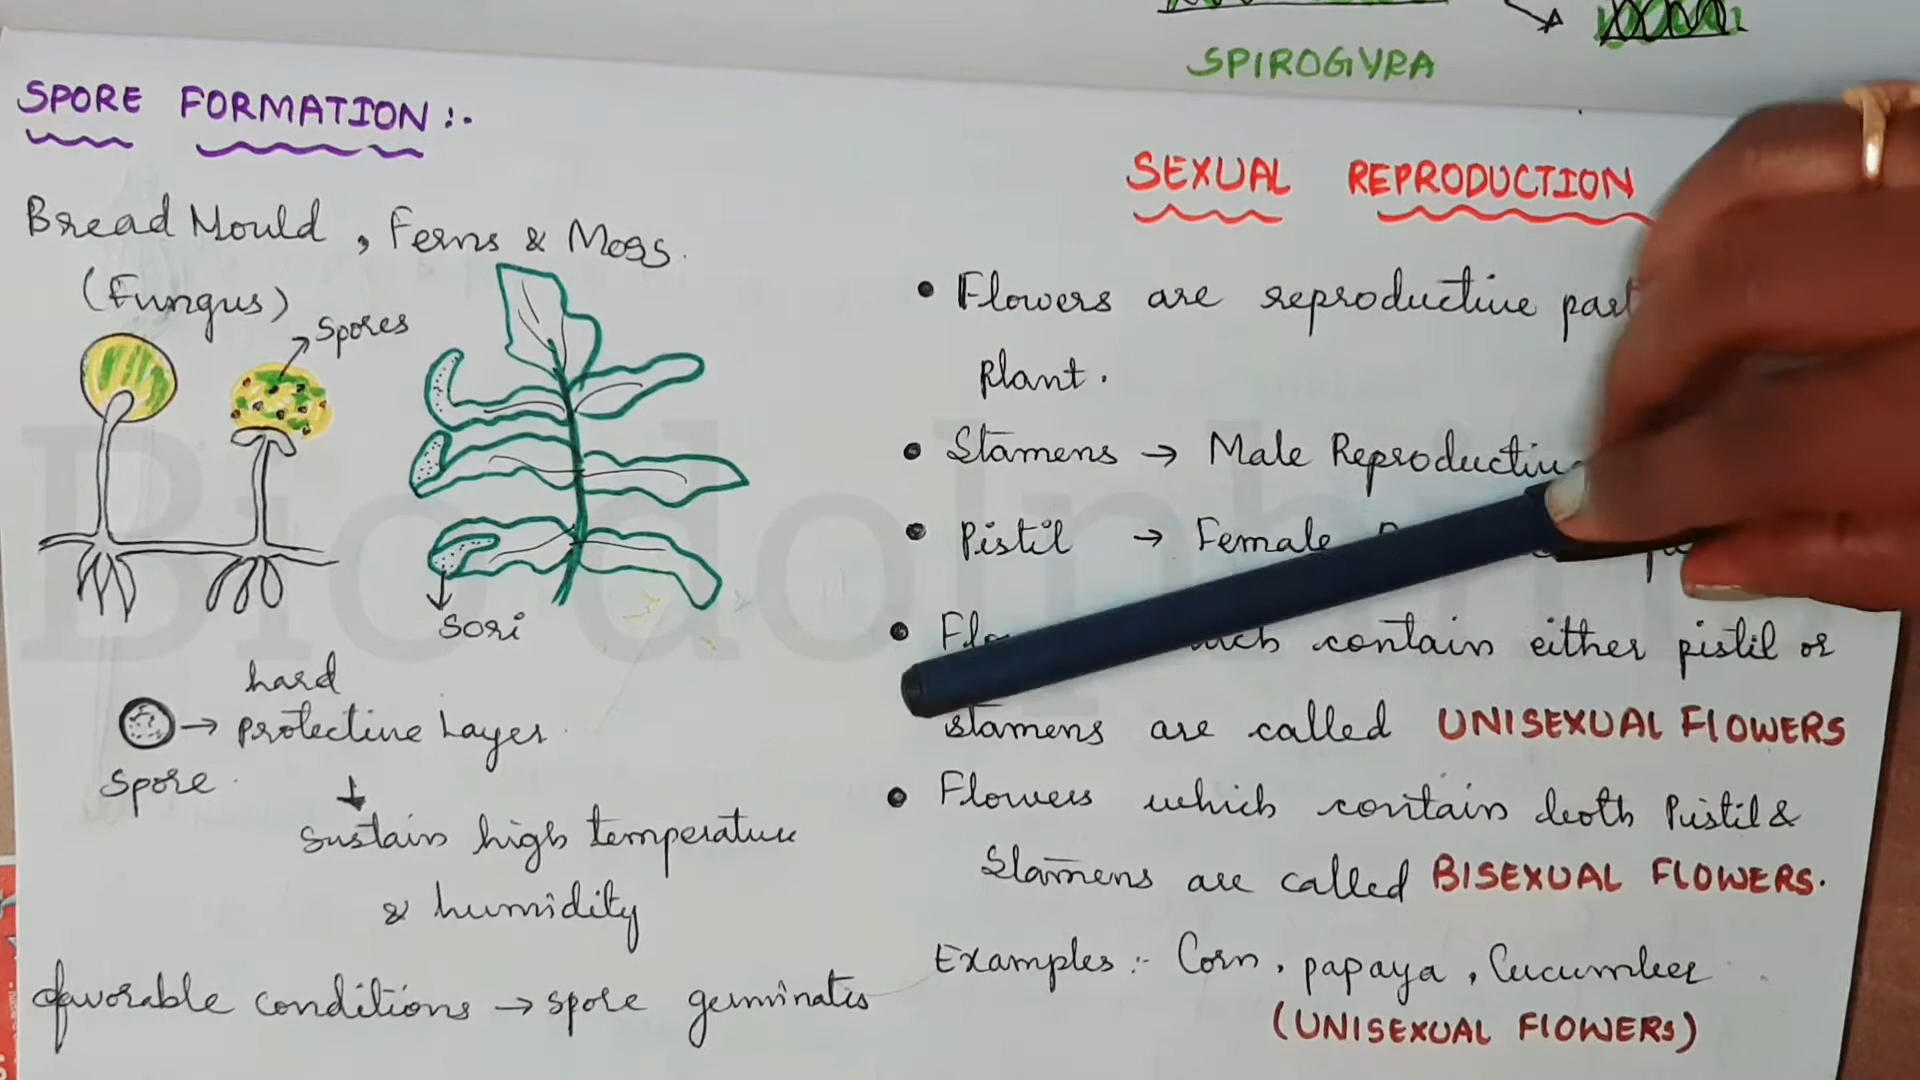 SPIROGYRA
SPORE FORMATION :-
Bread Mould , Ferns & Moss.
(Fungus)
spores
sori
hard
protective layer.
spore.
sustain high temperature
& humidity
favorable conditions → spore germinates
SEXUAL REPRODUCTION
• Flowers are reproductive
plant.
• Stamens → Male
• Pistil → Female
• contain either pistil or
stamens are called UNISEXUAL FLOWERS
• Flowers which contain both Pistil &
Stamens are called BISEXUAL FLOWERS.
Examples :- Corn, papaya, Cucumber
(UNISEXUAL FLOWERS)
Biodolphin